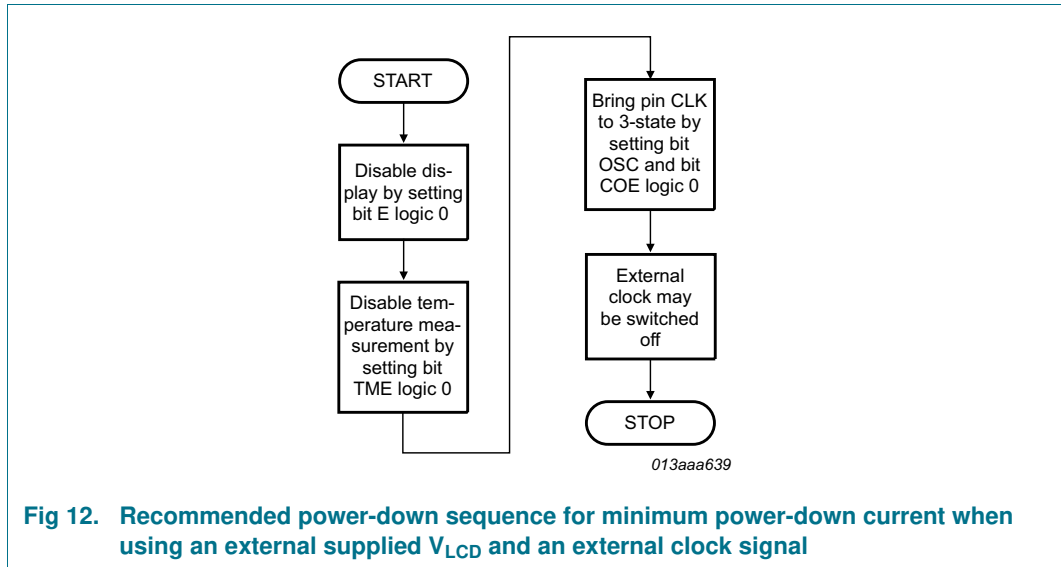 START
Disable dis-
play by setting
bit E logic 0
Disable tem-
perature mea-
surement by
setting bit
TME logic 0
Bring pin CLK
to 3-state by
setting bit
OSC and bit
COE logic 0
External
clock may
be switched
off
STOP
013aaa639
Fig 12. Recommended power-down sequence for minimum power-down current when
using an external supplied VLCD and an external clock signal